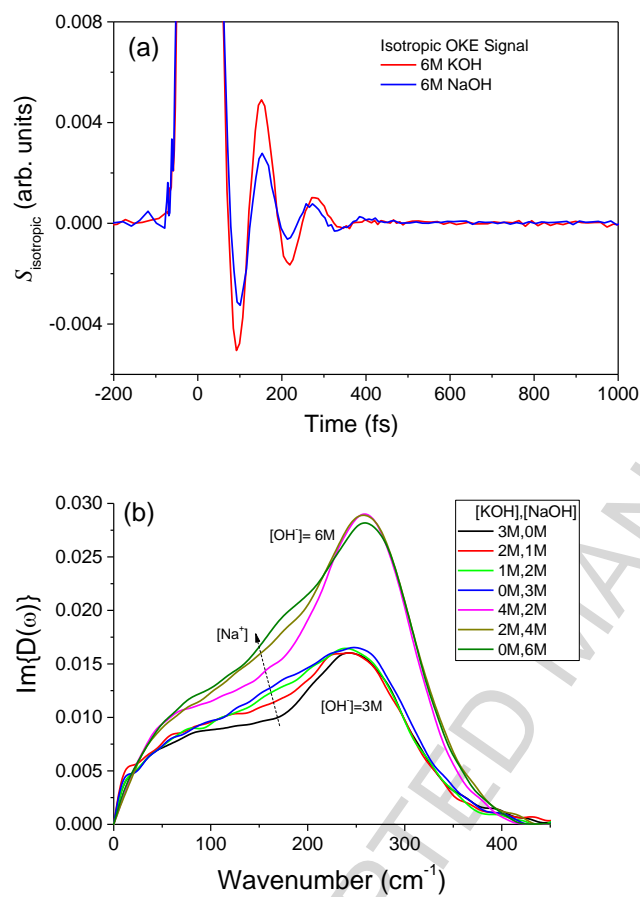 (a)
Isotropic OKE Signal
6M KOH
6M NaOH
0.008
0.004
0.000
-0.004
S isotropic (arb. units)
-200 0 200 400 600 800 1000
Time (fs)
(b)
[KOH],[NaOH]
3M,0M
2M,1M
1M,2M
0M,3M
4M,2M
2M,4M
0M,6M
[OH⁻]= 6M
[Na⁺]
[OH⁻]=3M
0.030
0.025
0.020
0.015
0.010
0.005
0.000
Im{D(ω)}
0 100 200 300 400
Wavenumber (cm⁻¹)
PTED MAN